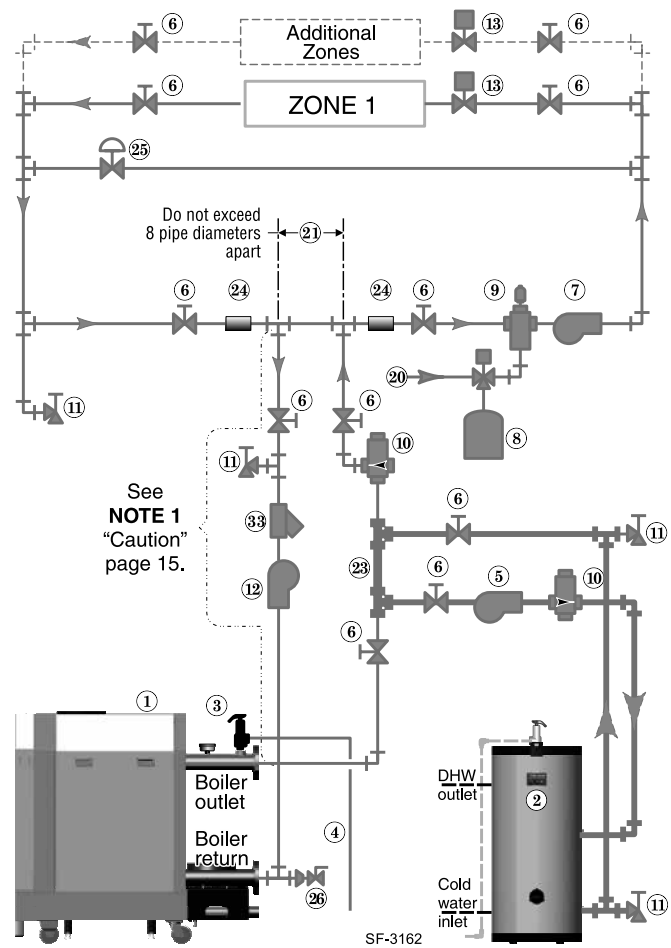 6
Additional
Zones
13
6
6
ZONE 1
13
6
25
Do not exceed
8 pipe diameters
apart
21
6
24
24
6
9
7
20
8
11
6
6
10
11
See
NOTE 1
“Caution”
page 15.
33
6
11
23
12
6
5
10
6
1
3
Boiler
outlet
DHW
outlet
2
4
Boiler
return
26
Cold
water
inlet
11
SF-3162